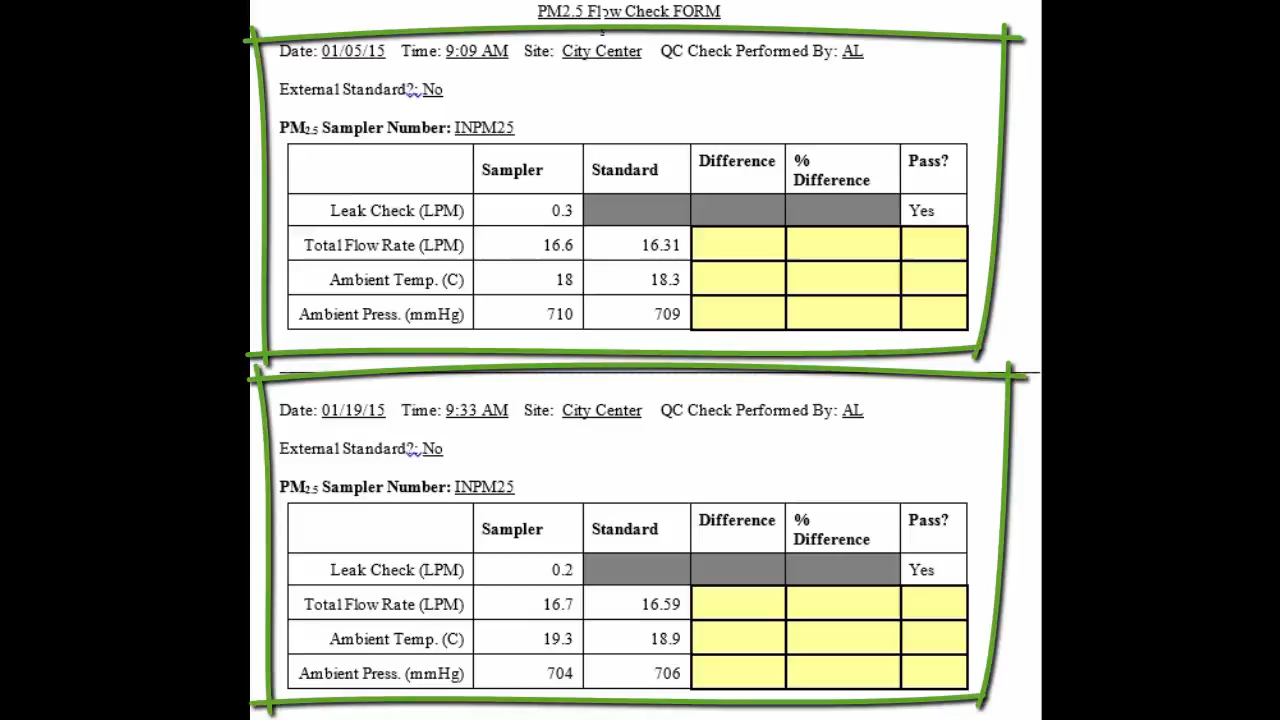 PM2.5 Flow Check FORM
Date: 01/05/15 Time: 9:09 AM Site: City Center QC Check Performed By: AL
External Standard?: No
PM2.5 Sampler Number: INPM25
Sampler Standard Difference % Difference Pass?
Leak Check (LPM) 0.3 Yes
Total Flow Rate (LPM) 16.6 16.31
Ambient Temp. (C) 18 18.3
Ambient Press. (mmHg) 710 709
Date: 01/19/15 Time: 9:33 AM Site: City Center QC Check Performed By: AL
External Standard?: No
PM2.5 Sampler Number: INPM25
Sampler Standard Difference % Difference Pass?
Leak Check (LPM) 0.2 Yes
Total Flow Rate (LPM) 16.7 16.59
Ambient Temp. (C) 19.3 18.9
Ambient Press. (mmHg) 704 706